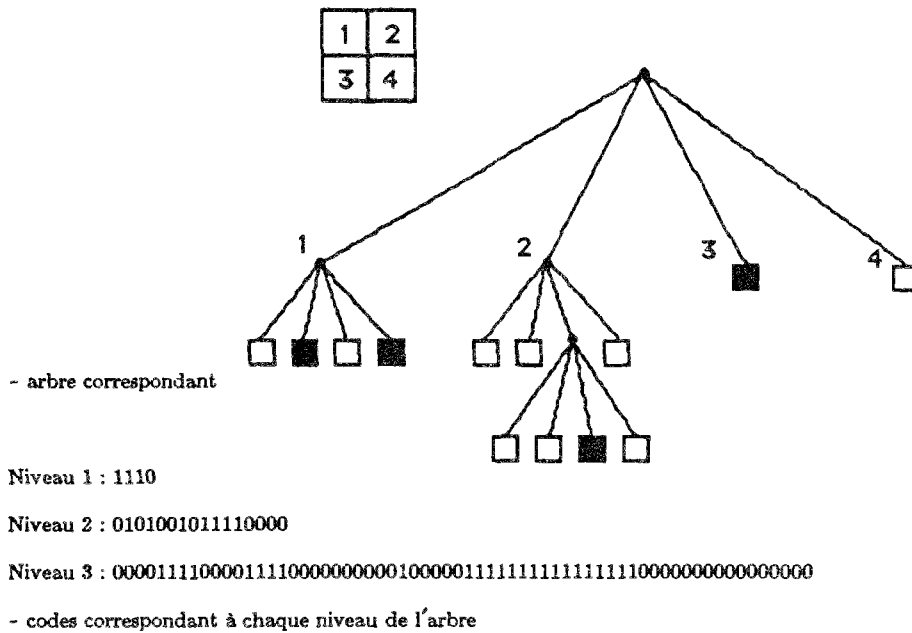 1 2
3 4
1 2 3 4
- arbre correspondant
Niveau 1 : 1110
Niveau 2 : 0101001011110000
Niveau 3 : 0000111100001111000000000010000011111111111111110000000000000000
- codes correspondant à chaque niveau de l'arbre